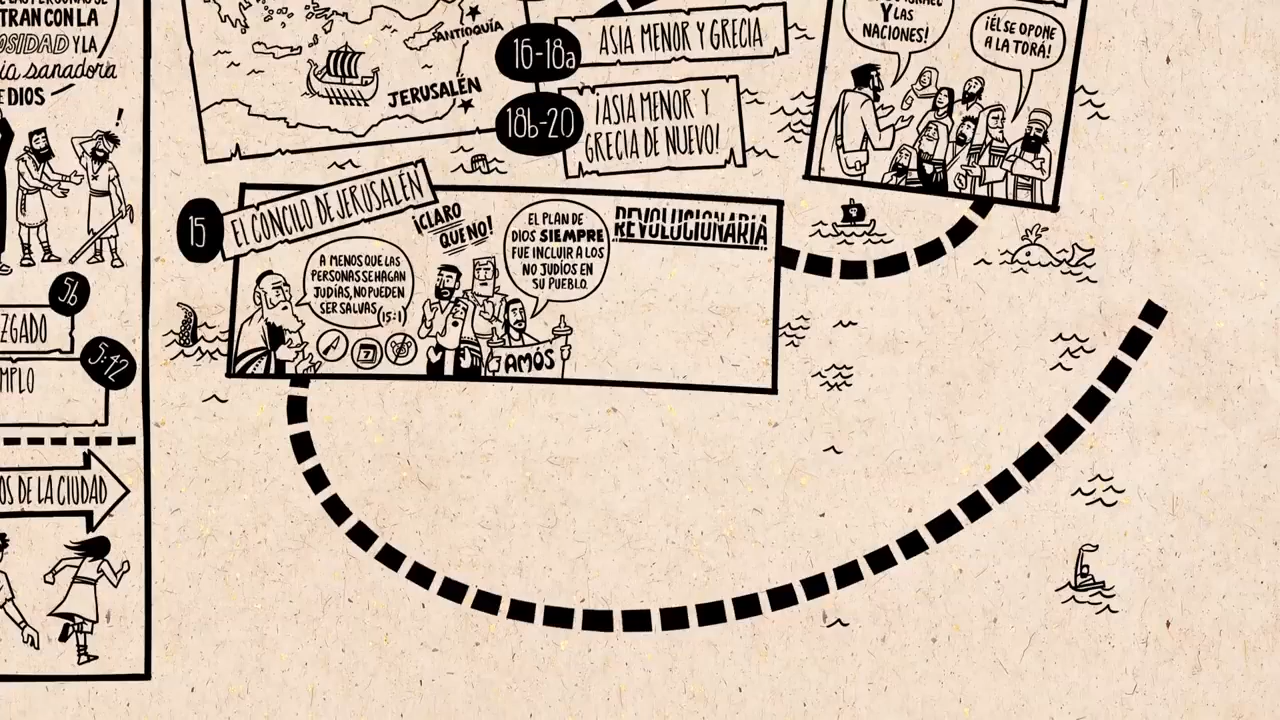 TRAN CON LA
OSIDAD Y LA
ia sanadora
E DIOS
!
5b
ZGADO
5:42
MPLO
OS DE LA CIUDAD
ANTIOQUÍA
JERUSALÉN
16-18a
ASIA MENOR Y GRECIA
18b-20
¡ASIA MENOR Y
GRECIA DE NUEVO!
Y LAS
NACIONES!
¡ÉL SE OPONE
A LA TORÁ!
15
EL CONCILO DE JERUSALÉN
¡CLARO
QUE NO!
A MENOS QUE LAS
PERSONAS SE HAGAN
JUDÍAS, NO PUEDEN
SER SALVAS
(15:1)
7
EL PLAN DE
DIOS SIEMPRE
FUE INCLUIR A LOS
NO JUDÍOS EN
SU PUEBLO.
AMÓS
REVOLUCIONARIA